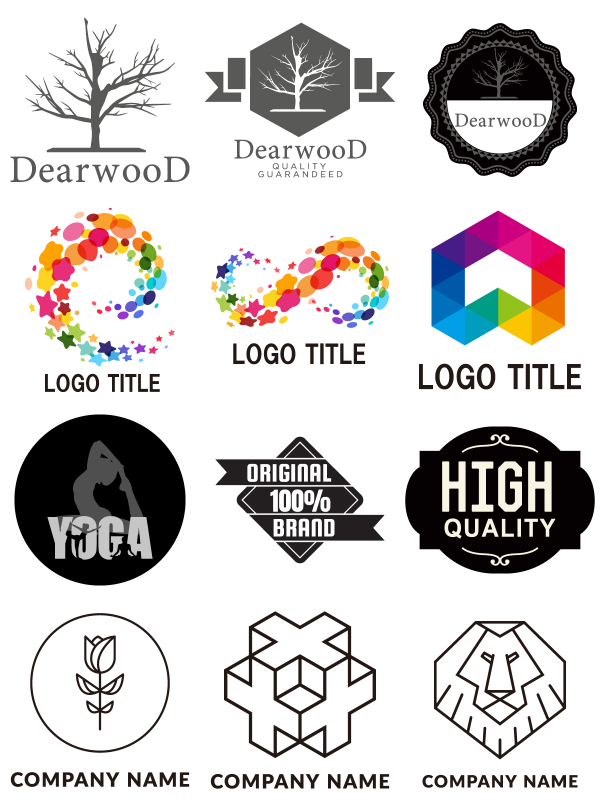 DearwooD
DearwooD
QUALITY
GUARANDEED
DearwooD
LOGO TITLE
LOGO TITLE
LOGO TITLE
YOGA
ORIGINAL
100%
BRAND
HIGH
QUALITY
COMPANY NAME
COMPANY NAME
COMPANY NAME